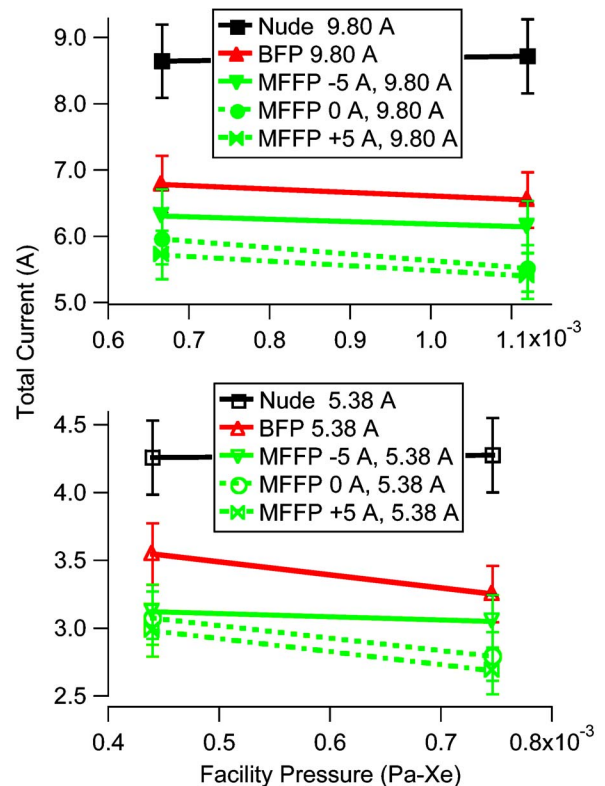 9.0
8.0
7.0
6.0
5.0
Nude 9.80 A
BFP 9.80 A
MFFP -5 A, 9.80 A
MFFP 0 A, 9.80 A
MFFP +5 A, 9.80 A
0.6 0.7 0.8 0.9 1.0 1.1x10⁻³
Total Current (A)
4.5
4.0
3.5
3.0
2.5
Nude 5.38 A
BFP 5.38 A
MFFP -5 A, 5.38 A
MFFP 0 A, 5.38 A
MFFP +5 A, 5.38 A
0.4 0.5 0.6 0.7 0.8x10⁻³
Facility Pressure (Pa-Xe)